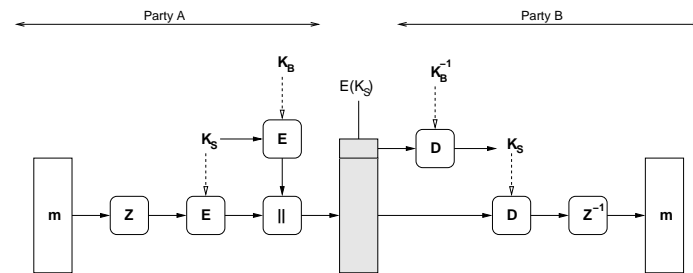 Party A
Party B
K_B
E(K_S)
K_B^{-1}
K_S
E
D
K_S
m
Z
E
||
D
Z^{-1}
m